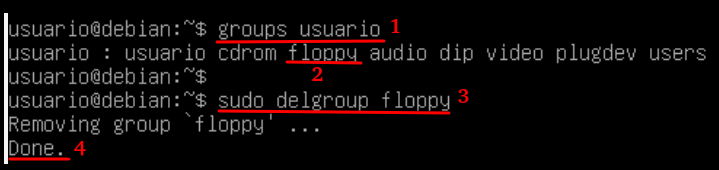 usuario@debian:~$ groups usuario 1
usuario : usuario cdrom floppy audio dip video plugdev users
usuario@debian:~$ 2
usuario@debian:~$ sudo delgroup floppy 3
Removing group `floppy' ...
Done. 4